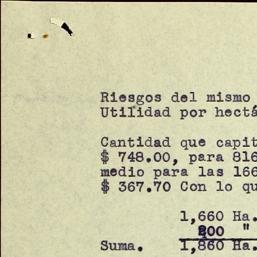 Riesgos del mismo
Utilidad por hectá
Cantidad que capit
$ 748.00, para 816
medio para las 166
$ 367.70 Con lo qu
1,660 Ha.
200 "
Suma. 1,860 Ha.